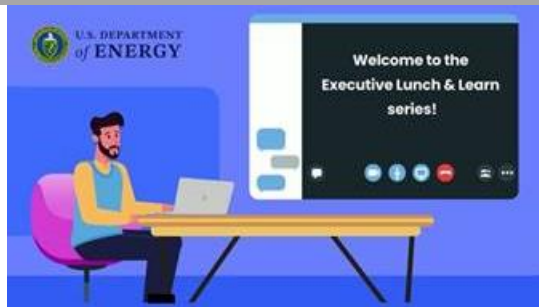 U.S. DEPARTMENT
of ENERGY
Welcome to the
Executive Lunch & Learn
series!